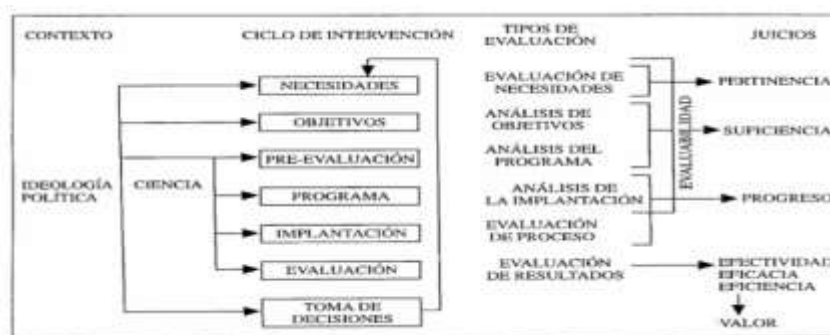 CONTEXTO
CICLO DE INTERVENCIÓN
TIPOS DE
EVALUACIÓN
JUICIOS
IDEOLOGÍA
POLÍTICA
CIENCIA
NECESIDADES
OBJETIVOS
PRE-EVALUACIÓN
PROGRAMA
IMPLANTACIÓN
EVALUACIÓN
TOMA DE
DECISIONES
EVALUACIÓN DE
NECESIDADES
ANÁLISIS DE
OBJETIVOS
ANÁLISIS DEL
PROGRAMA
ANÁLISIS DE
LA IMPLANTACIÓN
EVALUACIÓN
DE PROCESO
EVALUACIÓN
DE RESULTADOS
EVALUABILIDAD
PERTINENCIA
SUFICIENCIA
PROGRESO
EFECTIVIDAD
EFICACIA
EFICIENCIA
VALOR